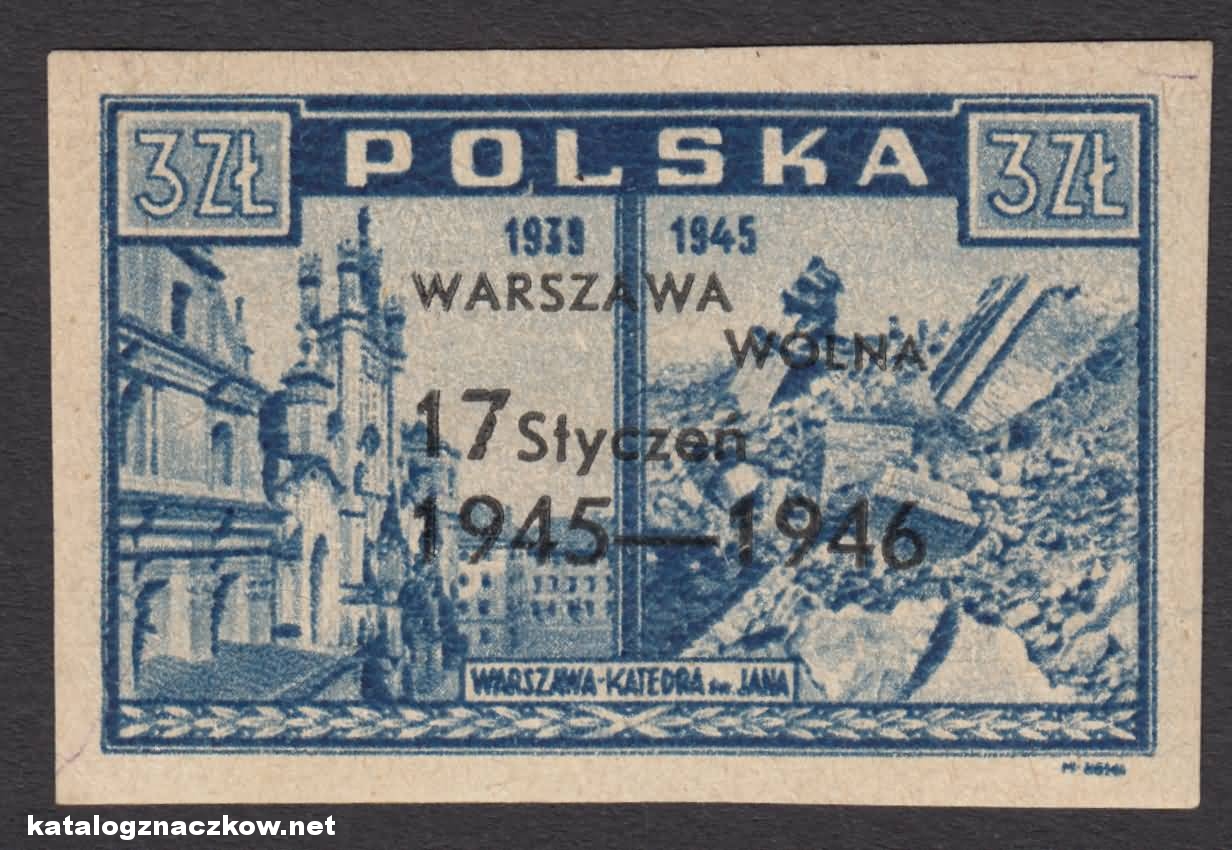 3ZŁ POLSKA 3ZŁ
1939 1945
WARSZAWA
WOLNA
17 Styczeń
1945—1946
WARSZAWA-KATEDRA św. JANA
katalogznaczkow.net